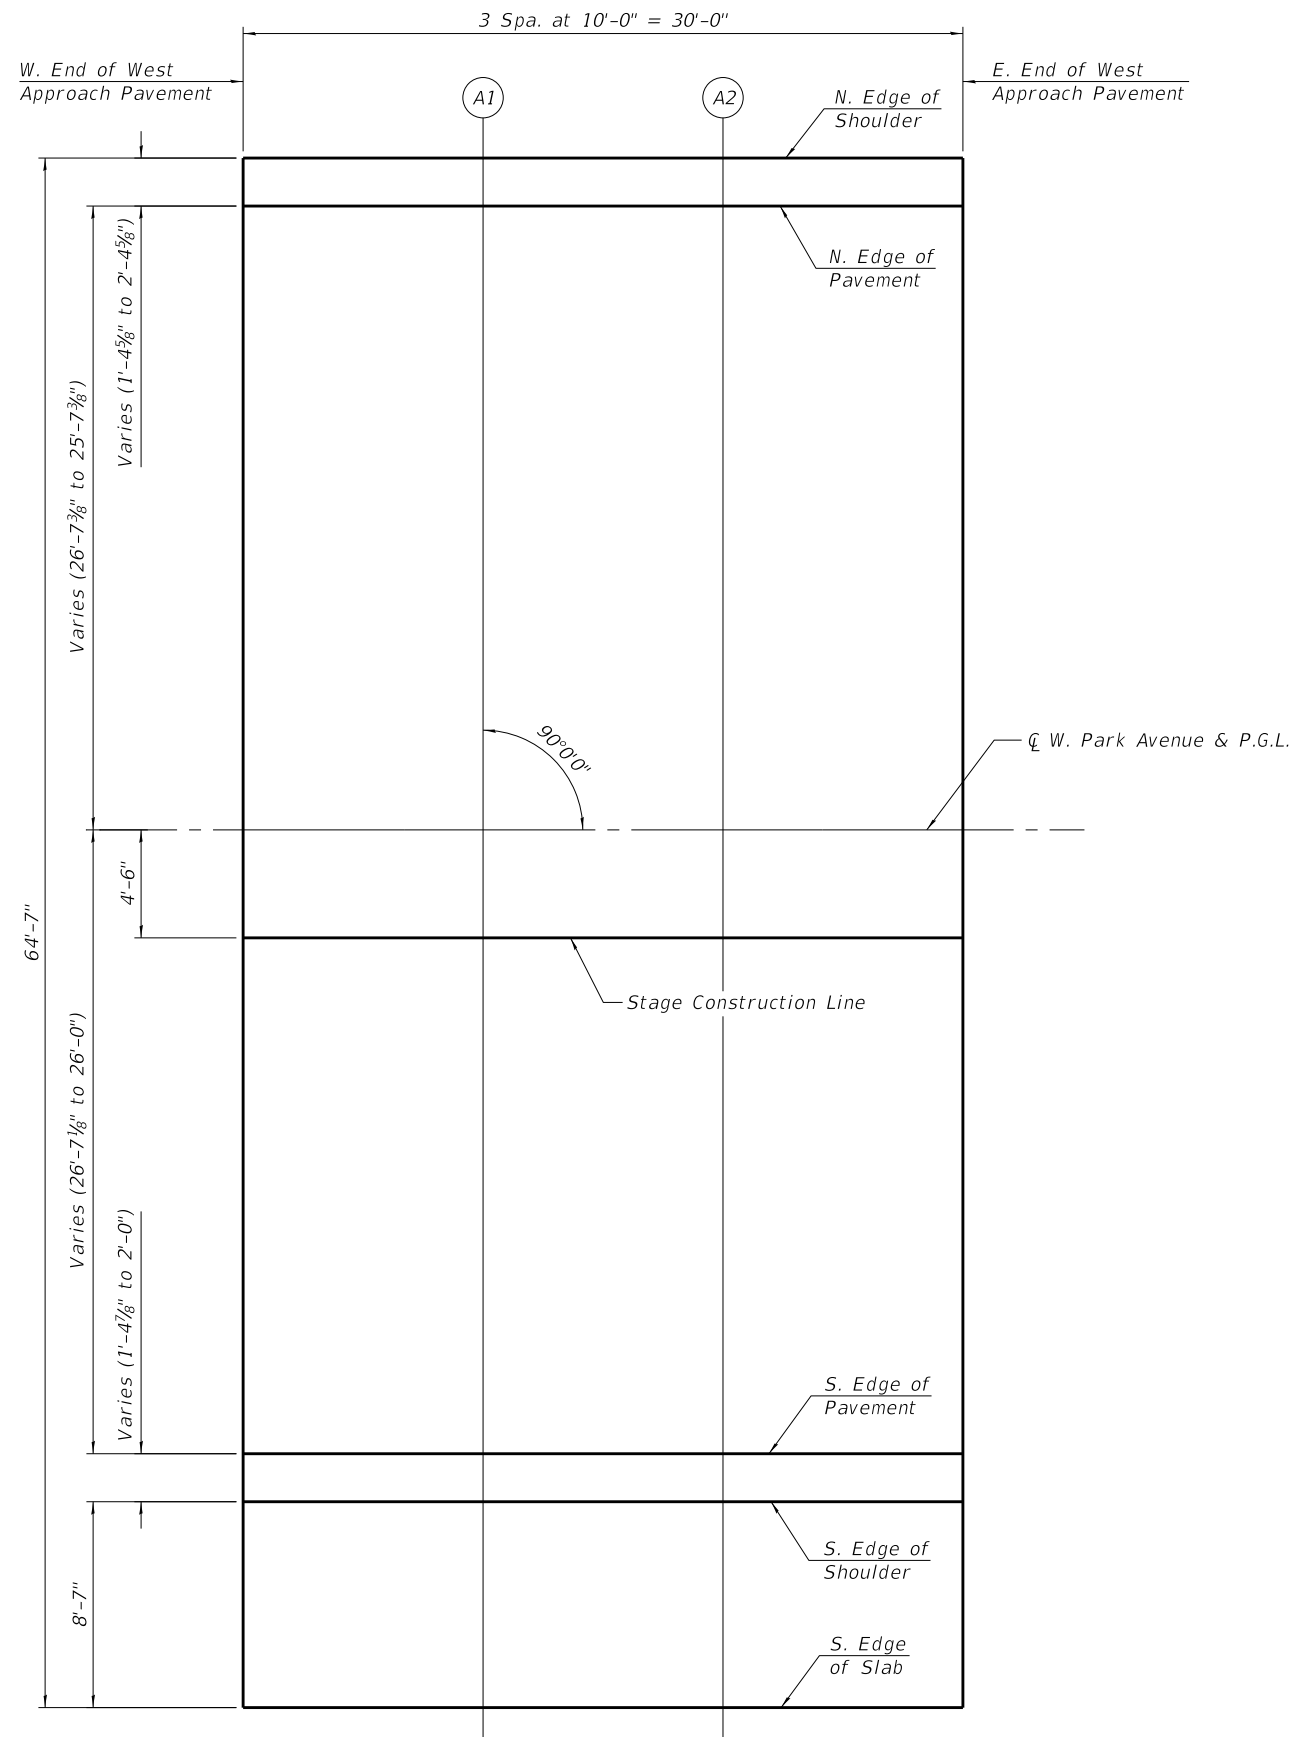 3 Spa. at 10'-0" = 30'-0"
W. End of West
Approach Pavement
A1
A2
E. End of West
Approach Pavement
N. Edge of
Shoulder
N. Edge of
Pavement
Varies (1'-4⅝" to 2'-4⅝")
Varies (26'-7⅜" to 25'-7⅜")
90°0'0"
℄ W. Park Avenue & P.G.L.
4'-6"
64'-7"
Stage Construction Line
Varies (26'-7⅛" to 26'-0")
Varies (1'-4⅞" to 2'-0")
S. Edge of
Pavement
S. Edge of
Shoulder
8'-7"
S. Edge
of Slab